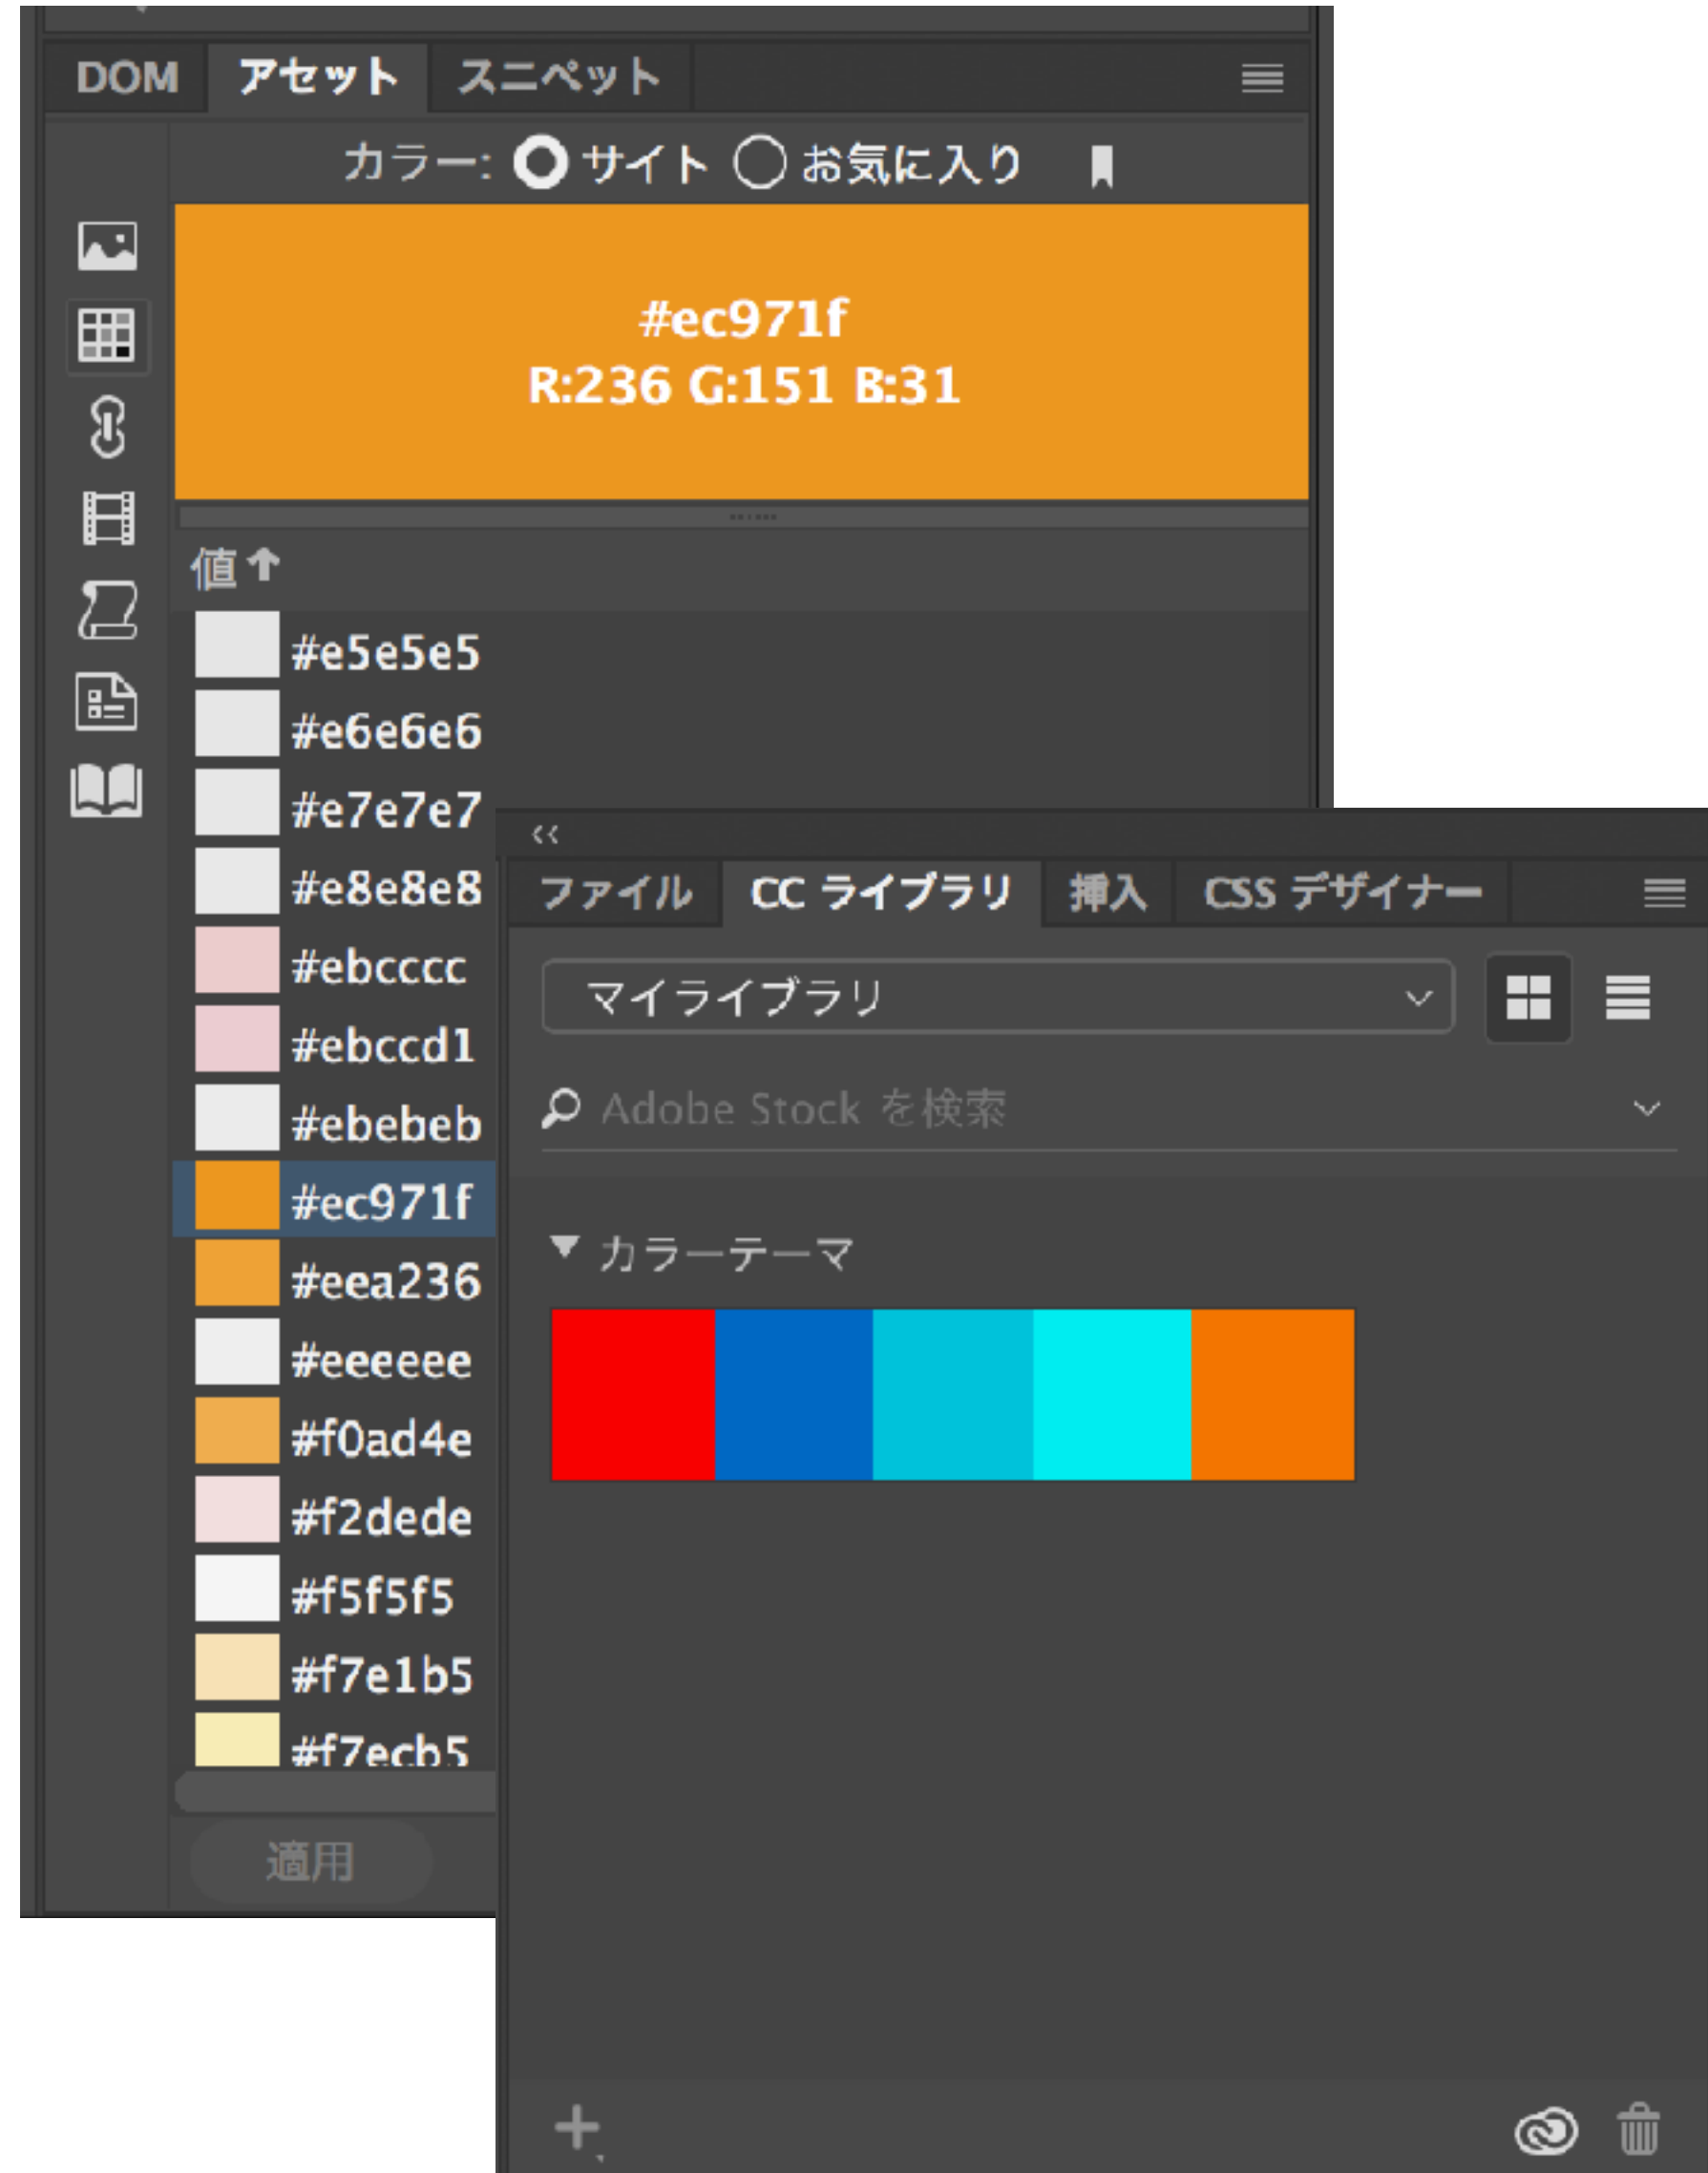 DOM アセット スニペット
カラー: サイト お気に入り
#ec971f
R:236 G:151 B:31
値
#e5e5e5
#e6e6e6
#e7e7e7
#e8e8e8
#ebcccc
#ebccd1
#ebebeb
#ec971f
#eea236
#eeeeee
#f0ad4e
#f2dede
#f5f5f5
#f7e1b5
#f7ecb5
適用
ファイル CC ライブラリ 挿入 CSS デザイナー
マイライブラリ
Adobe Stock を検索
カラーテーマ